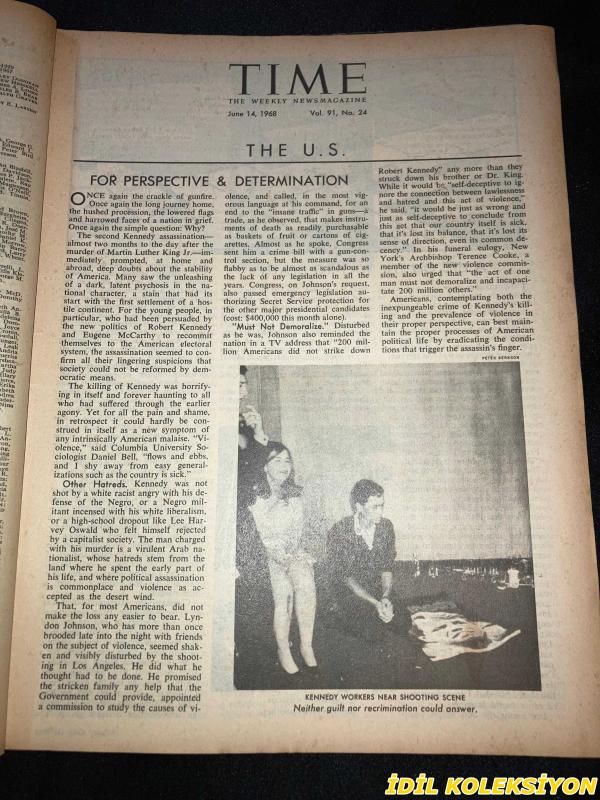 TIME
THE WEEKLY NEWSMAGAZINE
June 14, 1968 Vol. 91, No. 24
THE U.S.
FOR PERSPECTIVE & DETERMINATION
ONCE again the crackle of gunfire.
Once again the long journey home,
the hushed procession, the lowered flags
and harrowed faces of a nation in grief.
Once again the simple question: Why?
The second Kennedy assassination—
almost two months to the day after the
murder of Martin Luther King Jr.—im-
mediately prompted, at home and
abroad, deep doubts about the stability
of America. Many saw the unleashing
of a dark, latent psychosis in the na-
tional character, a stain that had its
start with the first settlement of a hos-
tile continent. For the young people, in
particular, who had been persuaded by
the new politics of Robert Kennedy
and Eugene McCarthy to recommit
themselves to the American electoral
system, the assassination seemed to con-
firm all their lingering suspicions that
society could not be reformed by dem-
ocratic means.
The killing of Kennedy was horrify-
ing in itself and forever haunting to all
who had suffered through the earlier
agony. Yet for all the pain and shame,
in retrospect it could hardly be con-
strued in itself as a new symptom of
any intrinsically American malaise. "Vi-
olence," said Columbia University So-
ciologist Daniel Bell, "flows and ebbs,
and I shy away from easy general-
izations such as the country is sick."
Other Hatreds. Kennedy was not
shot by a white racist angry with his de-
fense of the Negro, or a Negro mil-
itant incensed with his white liberalism,
or a high-school dropout like Lee Har-
vey Oswald who felt himself rejected
by a capitalist society. The man charged
with his murder is a virulent Arab na-
tionalist, whose hatreds stem from the
land where he spent the early part of
his life, and where political assassination
is commonplace and violence as ac-
cepted as the desert wind.
That, for most Americans, did not
make the loss any easier to bear. Lyn-
don Johnson, who has more than once
brooded late into the night with friends
on the subject of violence, seemed shak-
en and visibly disturbed by the shoot-
ing in Los Angeles. He did what he
thought had to be done. He promised
the stricken family any help that the
Government could provide, appointed
a commission to study the causes of vi-
olence, and called, in the most vig-
orous language at his command, for an
end to the "insane traffic" in guns—a
trade, as he observed, that makes instru-
ments of death as readily purchasable
as baskets of fruit or cartons of cig-
arettes. Almost as he spoke, Congress
sent him a crime bill with a gun-con-
trol section, but the measure was so
flabby as to be almost as scandalous as
the lack of any legislation in all the
years. Congress, on Johnson's request,
also passed emergency legislation au-
thorizing Secret Service protection for
the other major presidential candidates
(cost: $400,000 this month alone).
"Must Not Demoralize." Disturbed
as he was, Johnson also reminded the
nation in a TV address that "200 mil-
lion Americans did not strike down
Robert Kennedy" any more than they
struck down his brother or Dr. King.
While it would be "self-deceptive to ig-
nore the connection between lawlessness
and hatred and this act of violence,"
he said, "it would be just as wrong and
just as self-deceptive to conclude from
this act that our country itself is sick,
that it's lost its balance, that it's lost its
sense of direction, even its common de-
cency." In his funeral eulogy, New
York's Archbishop Terence Cooke, a
member of the new violence commis-
sion, also urged that "the act of one
man must not demoralize and incapaci-
tate 200 million others."
Americans, contemplating both the
inexpungeable crime of Kennedy's kill-
ing and the prevalence of violence in
their proper perspective, can best main-
tain the proper processes of American
political life by eradicating the condi-
tions that trigger the assassin's finger.
KENNEDY WORKERS NEAR SHOOTING SCENE
Neither guilt nor recrimination could answer.
İDİL KOLEKSİYON